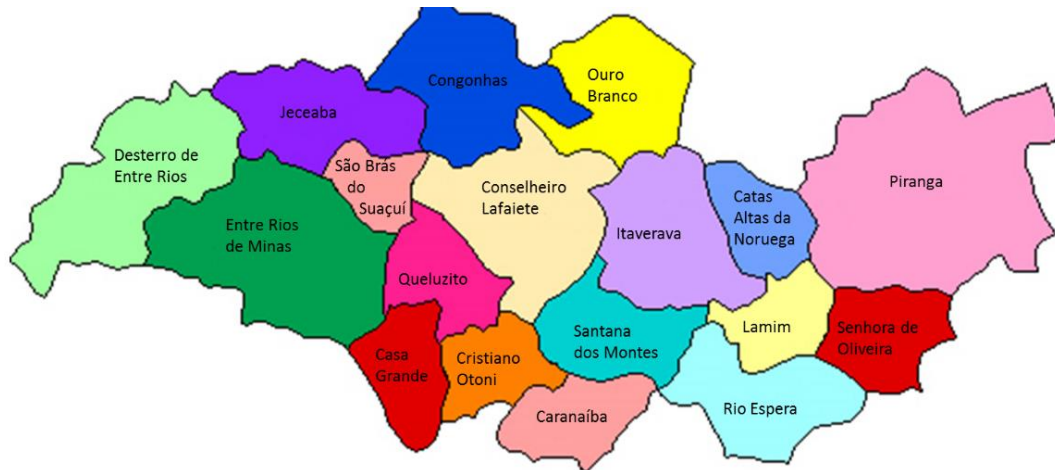 Congonhas
Ouro
Branco
Jeceaba
Desterro de
Entre Rios
São Brás
do
Suaçuí
Conselheiro
Lafaiete
Catas
Altas da
Noruega
Piranga
Entre Rios
de Minas
Itaverava
Queluzito
Santana
dos Montes
Lamim
Senhora de
Oliveira
Casa
Grande
Cristiano
Otoni
Caranaíba
Rio Espera